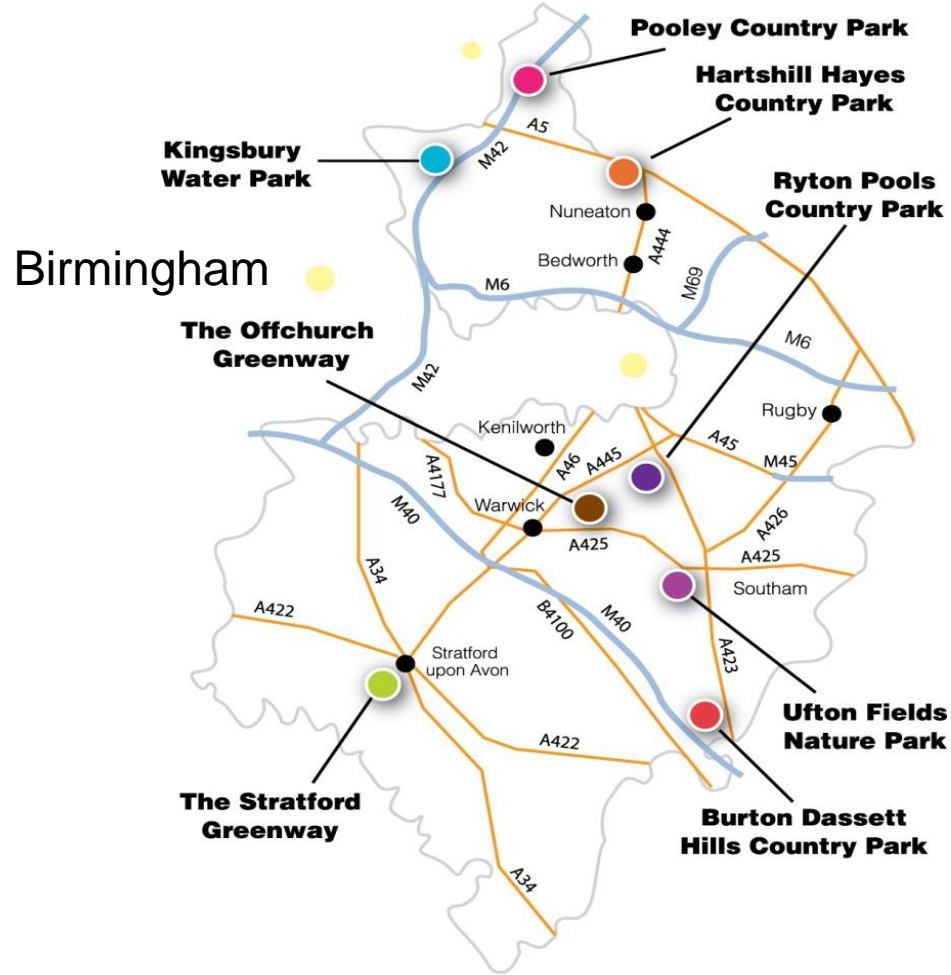 Pooley Country Park
Hartshill Hayes
Country Park
A5
M42
Kingsbury
Water Park
Ryton Pools
Country Park
Nuneaton
A444
Bedworth
M69
Birmingham
M6
The Offchurch
Greenway
M6
M42
Rugby
Kenilworth
A46
A445
A45
M45
A4177
Warwick
M40
A425
A426
A425
A34
Southam
B4100
M40
A422
A423
Stratford
upon Avon
Ufton Fields
Nature Park
A422
The Stratford
Greenway
Burton Dassett
Hills Country Park
A34